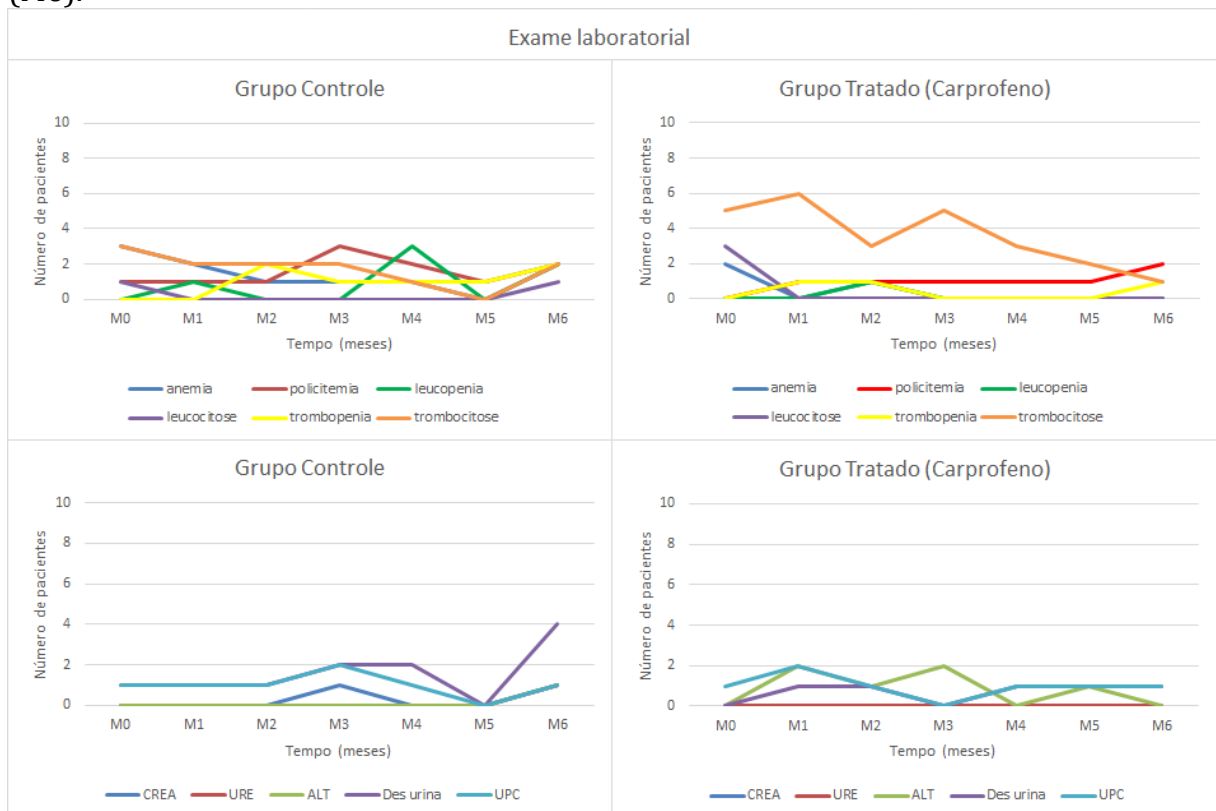 Exame laboratorial
Grupo Controle
Número de pacientes
10
8
6
4
2
0
M0 M1 M2 M3 M4 M5 M6
Tempo (meses)
anemia policitemia leucopenia
leucocitose trombopenia trombocitose
Grupo Tratado (Carprofeno)
Número de pacientes
10
8
6
4
2
0
M0 M1 M2 M3 M4 M5 M6
Tempo (meses)
anemia policitemia leucopenia
leucocitose trombopenia trombocitose
Grupo Controle
Número de pacientes
10
8
6
4
2
0
M0 M1 M2 M3 M4 M5 M6
Tempo (meses)
CREA URE ALT Des urina UPC
Grupo Tratado (Carprofeno)
Número de pacientes
10
8
6
4
2
0
M0 M1 M2 M3 M4 M5 M6
Tempo (meses)
CREA URE ALT Des urina UPC